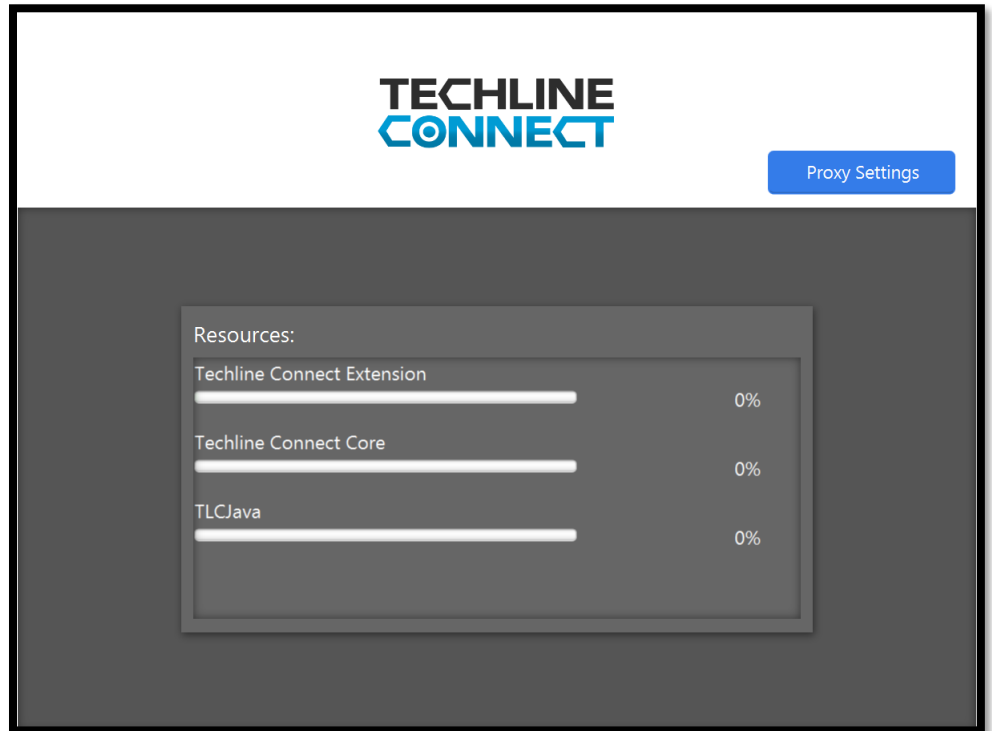 TECHLINE
CONNECT
Proxy Settings
Resources:
Techline Connect Extension
0%
Techline Connect Core
0%
TLCJava
0%